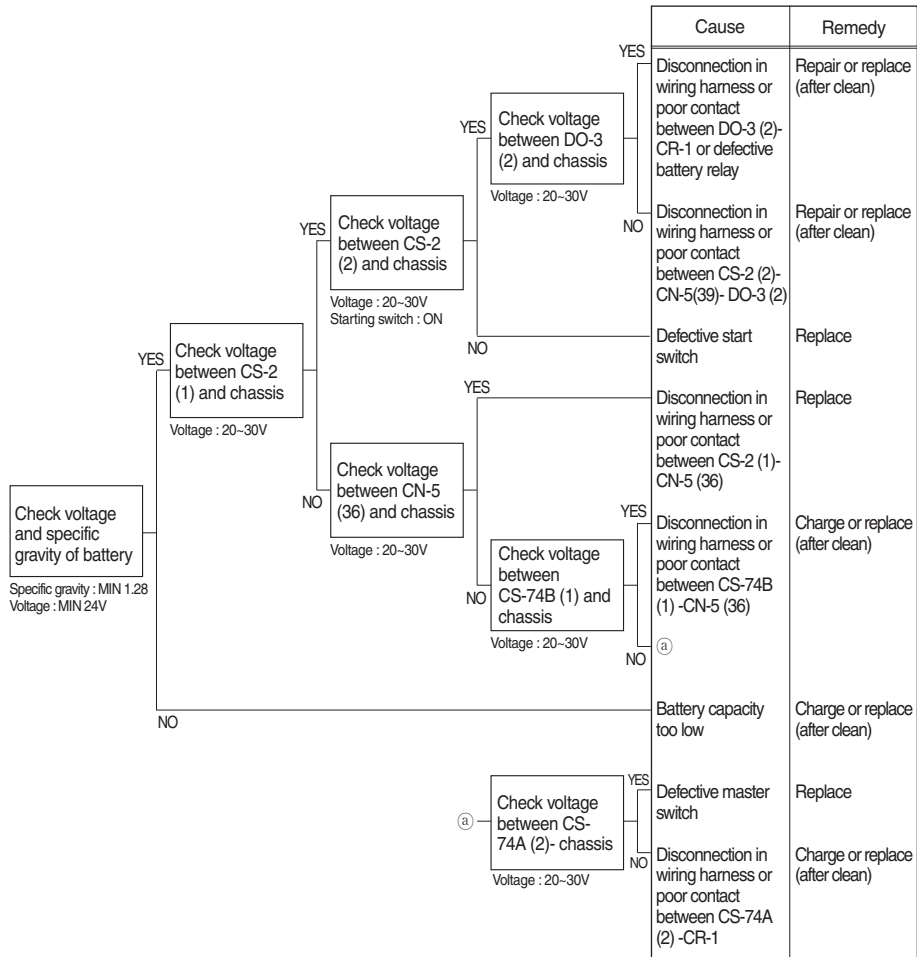 Cause
Remedy
YES
Disconnection in
wiring harness or
poor contact
between DO-3 (2)-
CR-1 or defective
battery relay
Repair or replace
(after clean)
YES
Check voltage
between DO-3
(2) and chassis
Voltage : 20~30V
NO
Disconnection in
wiring harness or
poor contact
between CS-2 (2)-
CN-5(39)- DO-3 (2)
Repair or replace
(after clean)
YES
Check voltage
between CS-2
(2) and chassis
Voltage : 20~30V
Starting switch : ON
NO
Defective start
switch
Replace
YES
Check voltage
between CS-2
(1) and chassis
Voltage : 20~30V
YES
Disconnection in
wiring harness or
poor contact
between CS-2 (1)-
CN-5 (36)
Replace
NO
Check voltage
between CN-5
(36) and chassis
Voltage : 20~30V
Check voltage
and specific
gravity of battery
Specific gravity : MIN 1.28
Voltage : MIN 24V
YES
Disconnection in
wiring harness or
poor contact
between CS-74B
(1) -CN-5 (36)
Charge or replace
(after clean)
NO
Check voltage
between
CS-74B (1) and
chassis
Voltage : 20~30V
NO
ⓐ
NO
Battery capacity
too low
Charge or replace
(after clean)
ⓐ
Check voltage
between CS-
74A (2)- chassis
Voltage : 20~30V
YES
Defective master
switch
Replace
NO
Disconnection in
wiring harness or
poor contact
between CS-74A
(2) -CR-1
Charge or replace
(after clean)